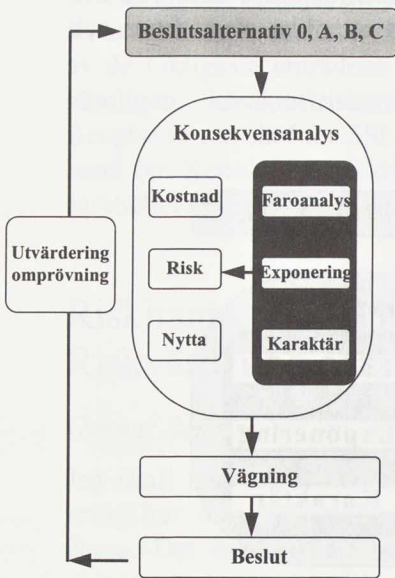 Beslutsalternativ 0, A, B, C
Konsekvensanalys
Kostnad
Faroanalys
Utvärdering
omprövning
Risk
Exponering
Nytta
Karaktär
Vägning
Beslut